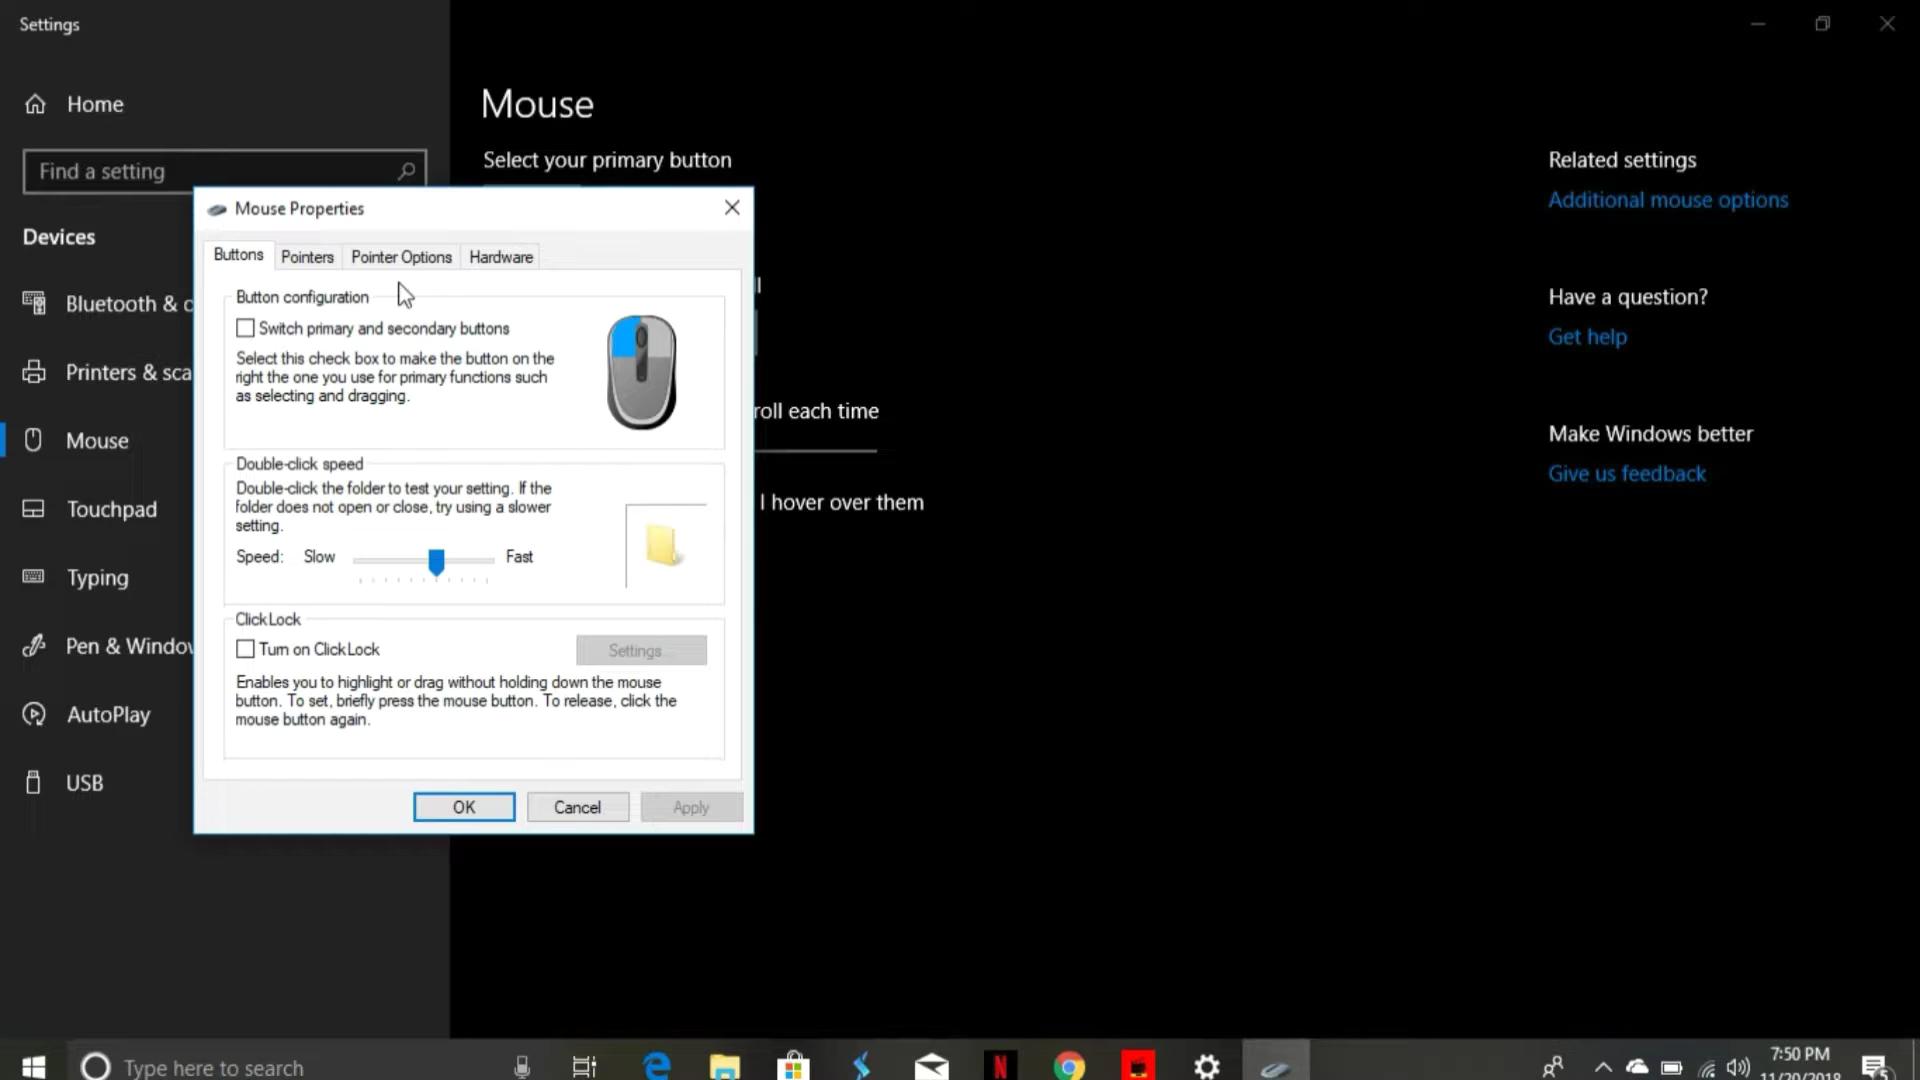 Settings
Home
Find a setting
Devices
Bluetooth &
Printers & sca
Mouse
Touchpad
Typing
Pen & Windov
AutoPlay
USB
Mouse
Select your primary button
roll each time
I hover over them
Related settings
Additional mouse options
Have a question?
Get help
Make Windows better
Give us feedback
Mouse Properties
Buttons
Pointers
Pointer Options
Hardware
Button configuration
Switch primary and secondary buttons
Select this check box to make the button on the
right the one you use for primary functions such
as selecting and dragging.
Double-click speed
Double-click the folder to test your setting. If the
folder does not open or close, try using a slower
setting.
Speed: Slow Fast
ClickLock
Turn on ClickLock
Settings...
Enables you to highlight or drag without holding down the mouse
button. To set, briefly press the mouse button. To release, click the
mouse button again.
OK
Cancel
Apply
Type here to search
7:50 PM
11/20/2018
5